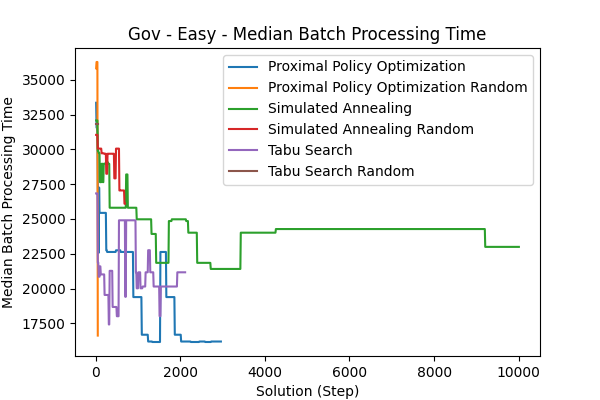 Gov - Easy - Median Batch Processing Time
Median Batch Processing Time
35000
32500
30000
27500
25000
22500
20000
17500
Proximal Policy Optimization
Proximal Policy Optimization Random
Simulated Annealing
Simulated Annealing Random
Tabu Search
Tabu Search Random
0 2000 4000 6000 8000 10000
Solution (Step)